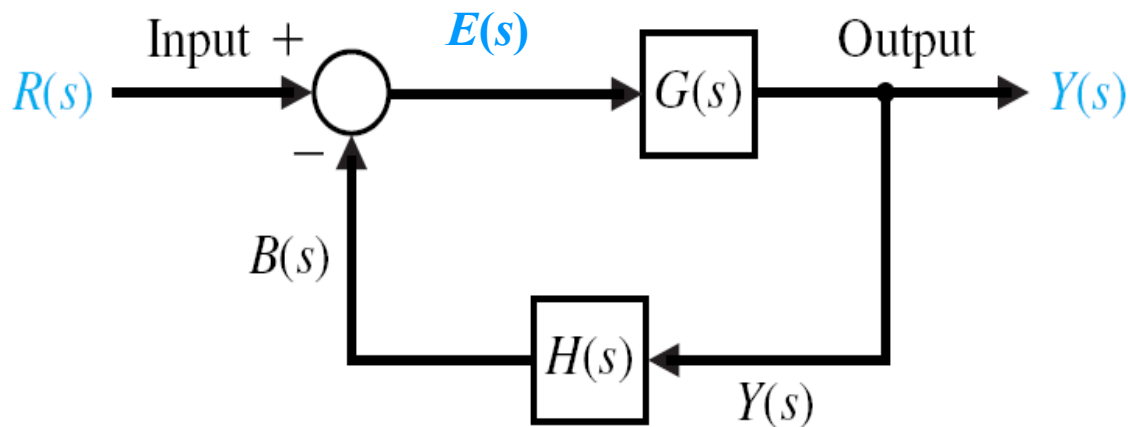 Input + E(s) Output
R(s) G(s) Y(s)
−
B(s)
H(s)
Y(s)